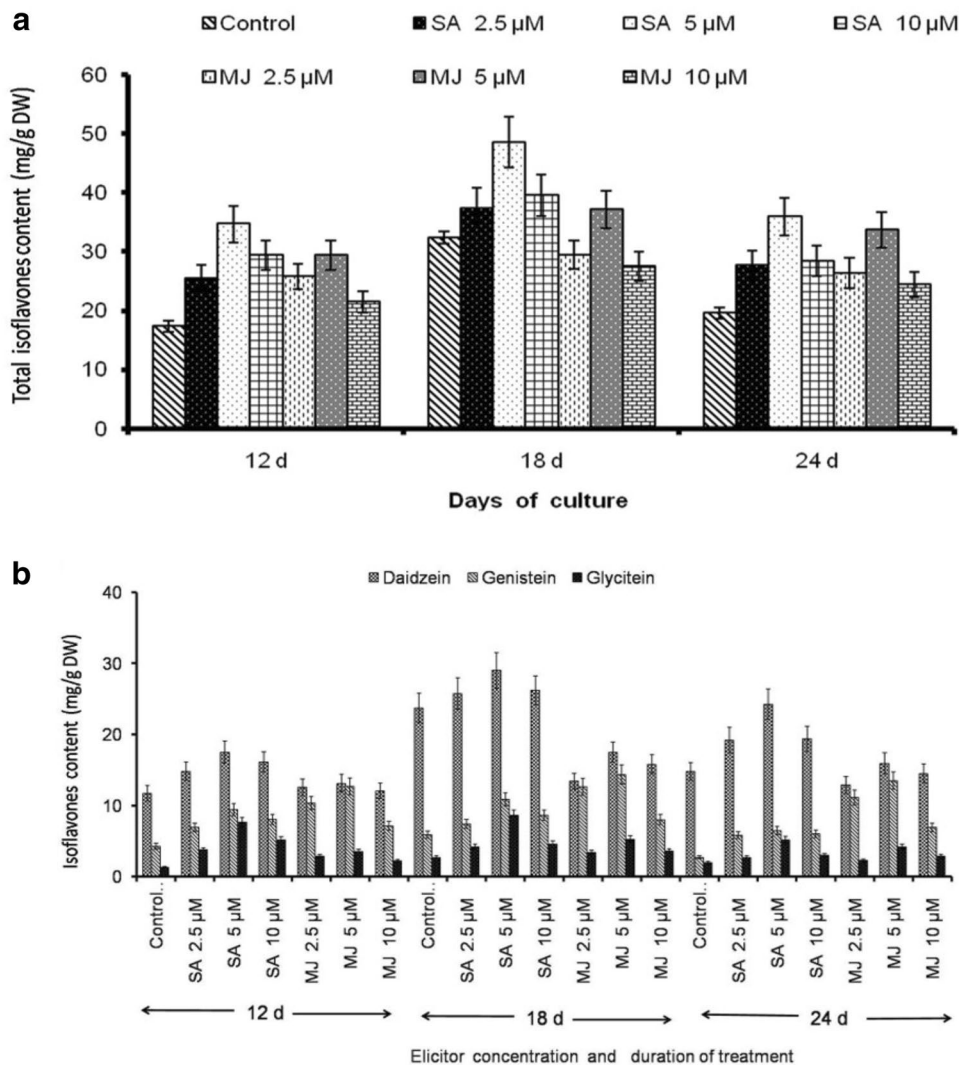 a
Control SA 2.5 µM SA 5 µM SA 10 µM
MJ 2.5 µM MJ 5 µM MJ 10 µM
Total isoflavones content (mg/g DW)
60
50
40
30
20
10
0
12 d 18 d 24 d
Days of culture
b
Daidzein Genistein Glycitein
Isoflavones content (mg/g DW)
40
30
20
10
0
Control..
SA 2.5 µM
SA 5 µM
SA 10 µM
MJ 2.5 µM
MJ 5 µM
MJ 10 µM
Control..
SA 2.5 µM
SA 5 µM
SA 10 µM
MJ 2.5 µM
MJ 5 µM
MJ 10 µM
Control..
SA 2.5 µM
SA 5 µM
SA 10 µM
MJ 2.5 µM
MJ 5 µM
MJ 10 µM
12 d 18 d 24 d
Elicitor concentration and duration of treatment